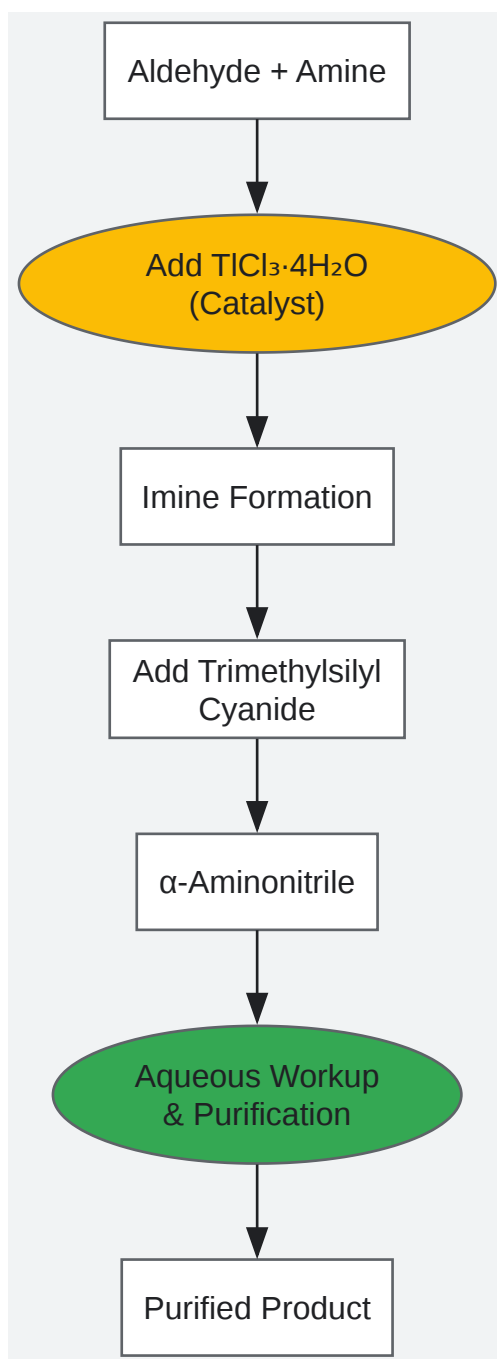 Aldehyde + Amine
Add TlCl₃·4H₂O
(Catalyst)
Imine Formation
Add Trimethylsilyl
Cyanide
α-Aminonitrile
Aqueous Workup
& Purification
Purified Product